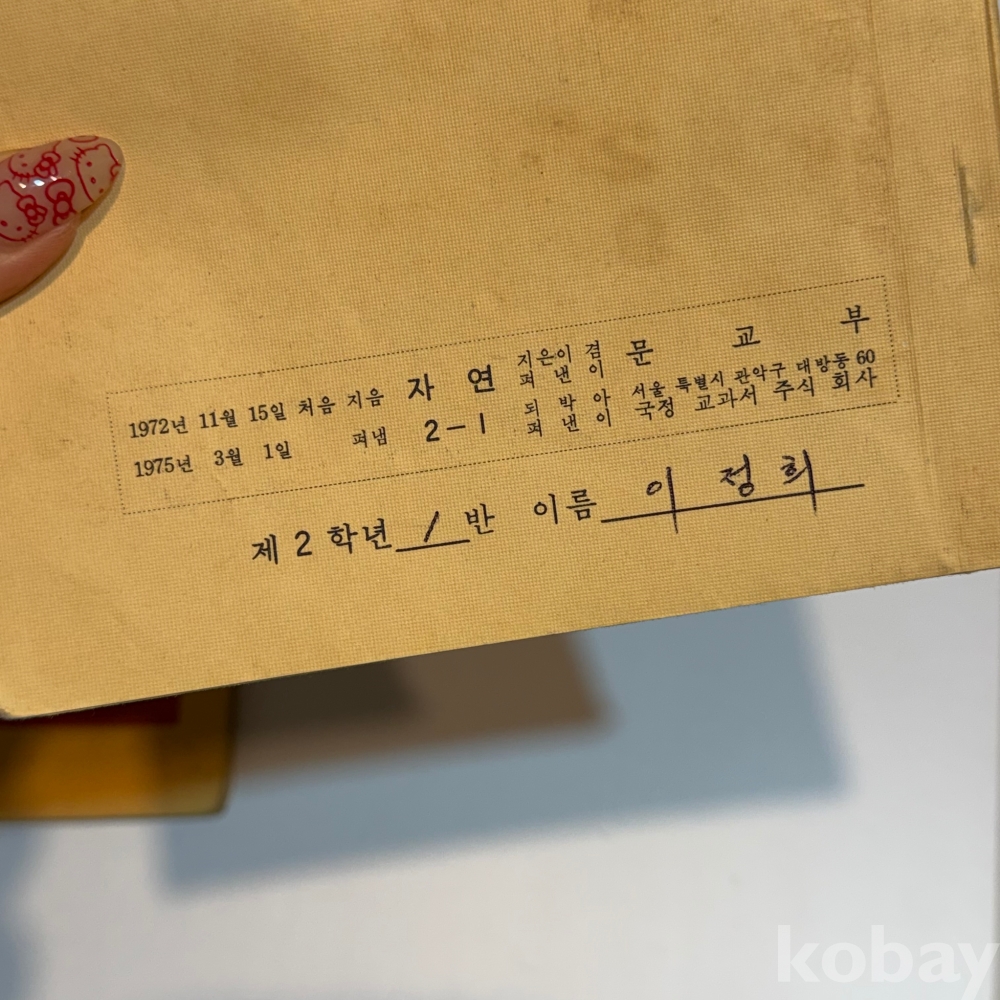 1972년 11월 15일 처음 지음 자 연 지은이 겸 펴 낸 이 문 교 부
1975년 3월 1일 펴냄 2-1 되 박 아 펴 낸 이 서울 특별시 관악구 대방동 60 국정 교과서 주식 회사
제 2 학년 1 반 이름 이 정 희
kobay